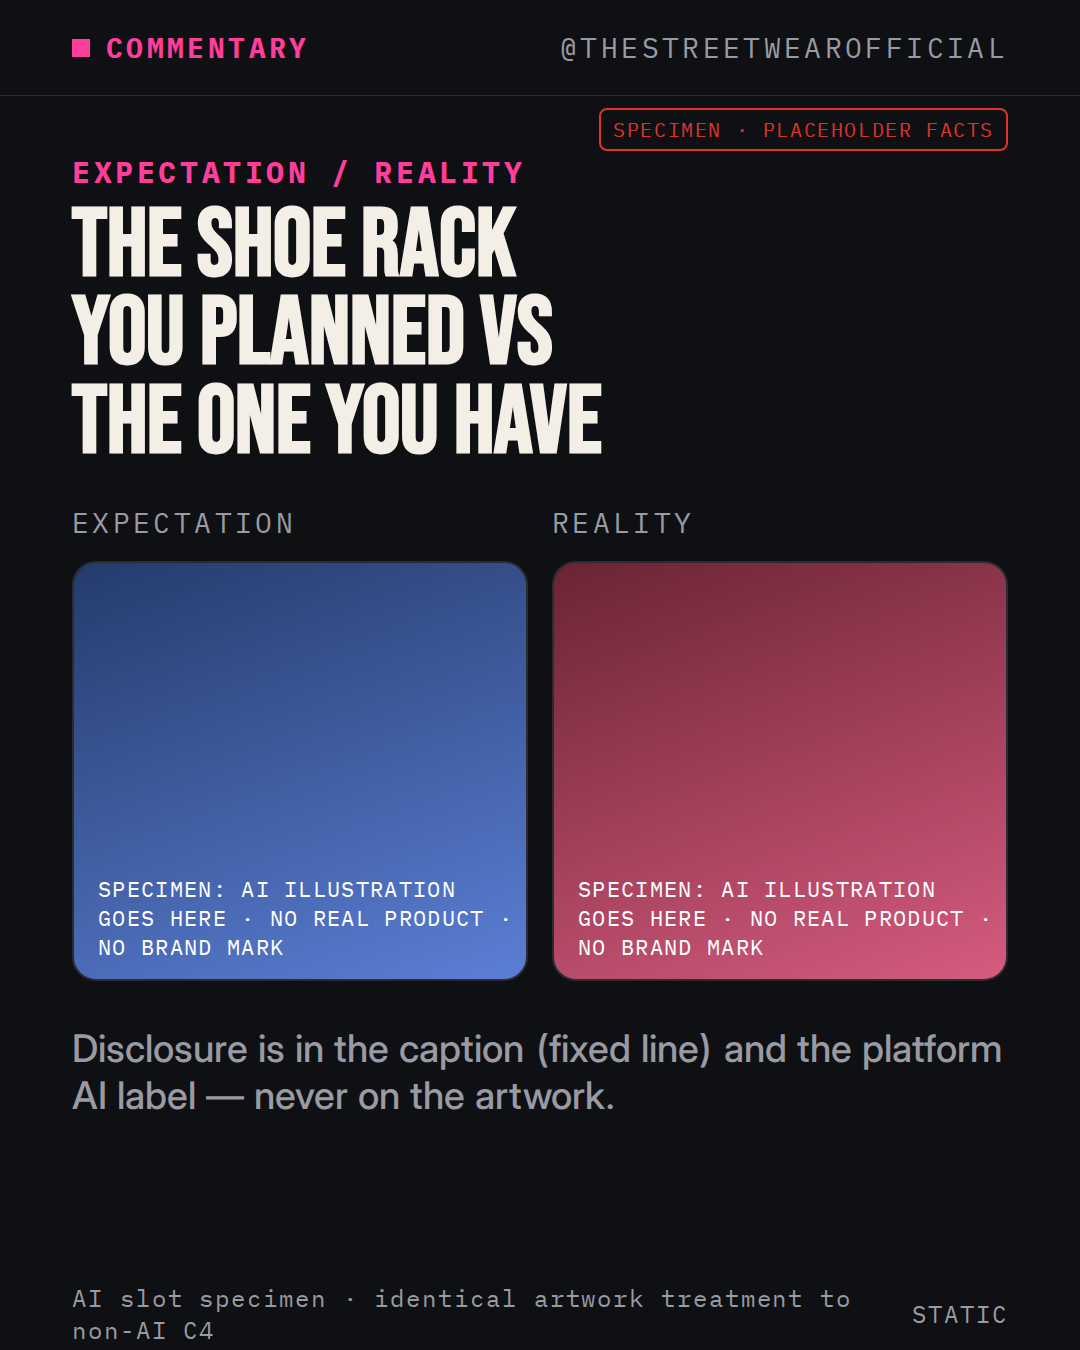 COMMENTARY
@THESTREETWEAROFFICIAL
SPECIMEN · PLACEHOLDER FACTS
EXPECTATION / REALITY
THE SHOE RACK
YOU PLANNED VS
THE ONE YOU HAVE
EXPECTATION
REALITY
SPECIMEN: AI ILLUSTRATION
GOES HERE · NO REAL PRODUCT ·
NO BRAND MARK
SPECIMEN: AI ILLUSTRATION
GOES HERE · NO REAL PRODUCT ·
NO BRAND MARK
Disclosure is in the caption (fixed line) and the platform
AI label — never on the artwork.
AI slot specimen · identical artwork treatment to
non-AI C4
STATIC